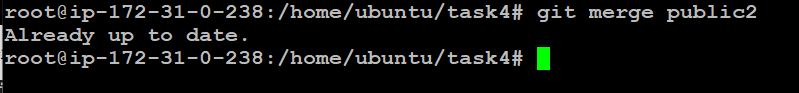 root@ip-172-31-0-238:/home/ubuntu/task4# git merge public2
Already up to date.
root@ip-172-31-0-238:/home/ubuntu/task4#